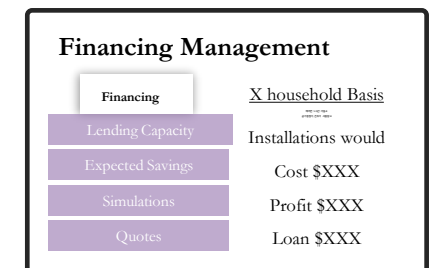 Financing Management
Financing
X household Basis
Lending Capacity
Installations would
Expected Savings
Cost $XXX
Simulations
Profit $XXX
Quotes
Loan $XXX